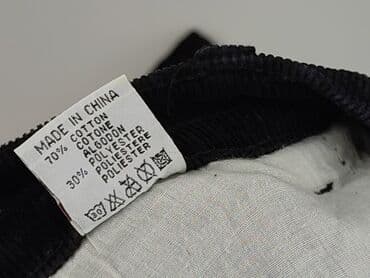 MADE IN CHINA
70% COTTON
COTONE
ALGODON
30% POLYESTER
POLIESTERE
POLIESTER